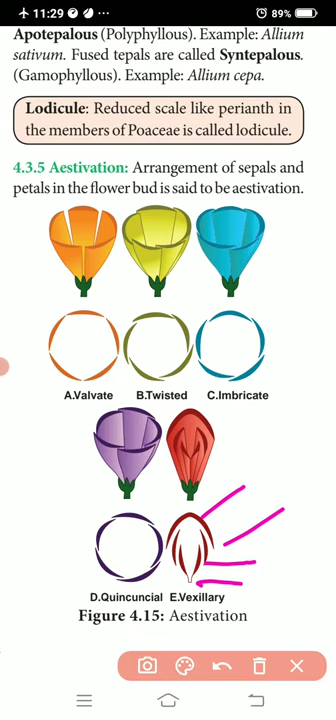 11:29
89%
Apotepalous (Polyphyllous). Example: Allium
sativum. Fused tepals are called Syntepalous.
(Gamophyllous). Example: Allium cepa.
Lodicule: Reduced scale like perianth in
the members of Poaceae is called lodicule.
4.3.5 Aestivation: Arrangement of sepals and
petals in the flower bud is said to be aestivation.
A.Valvate B.Twisted C.Imbricate
D.Quincuncial E.Vexillary
Figure 4.15: Aestivation